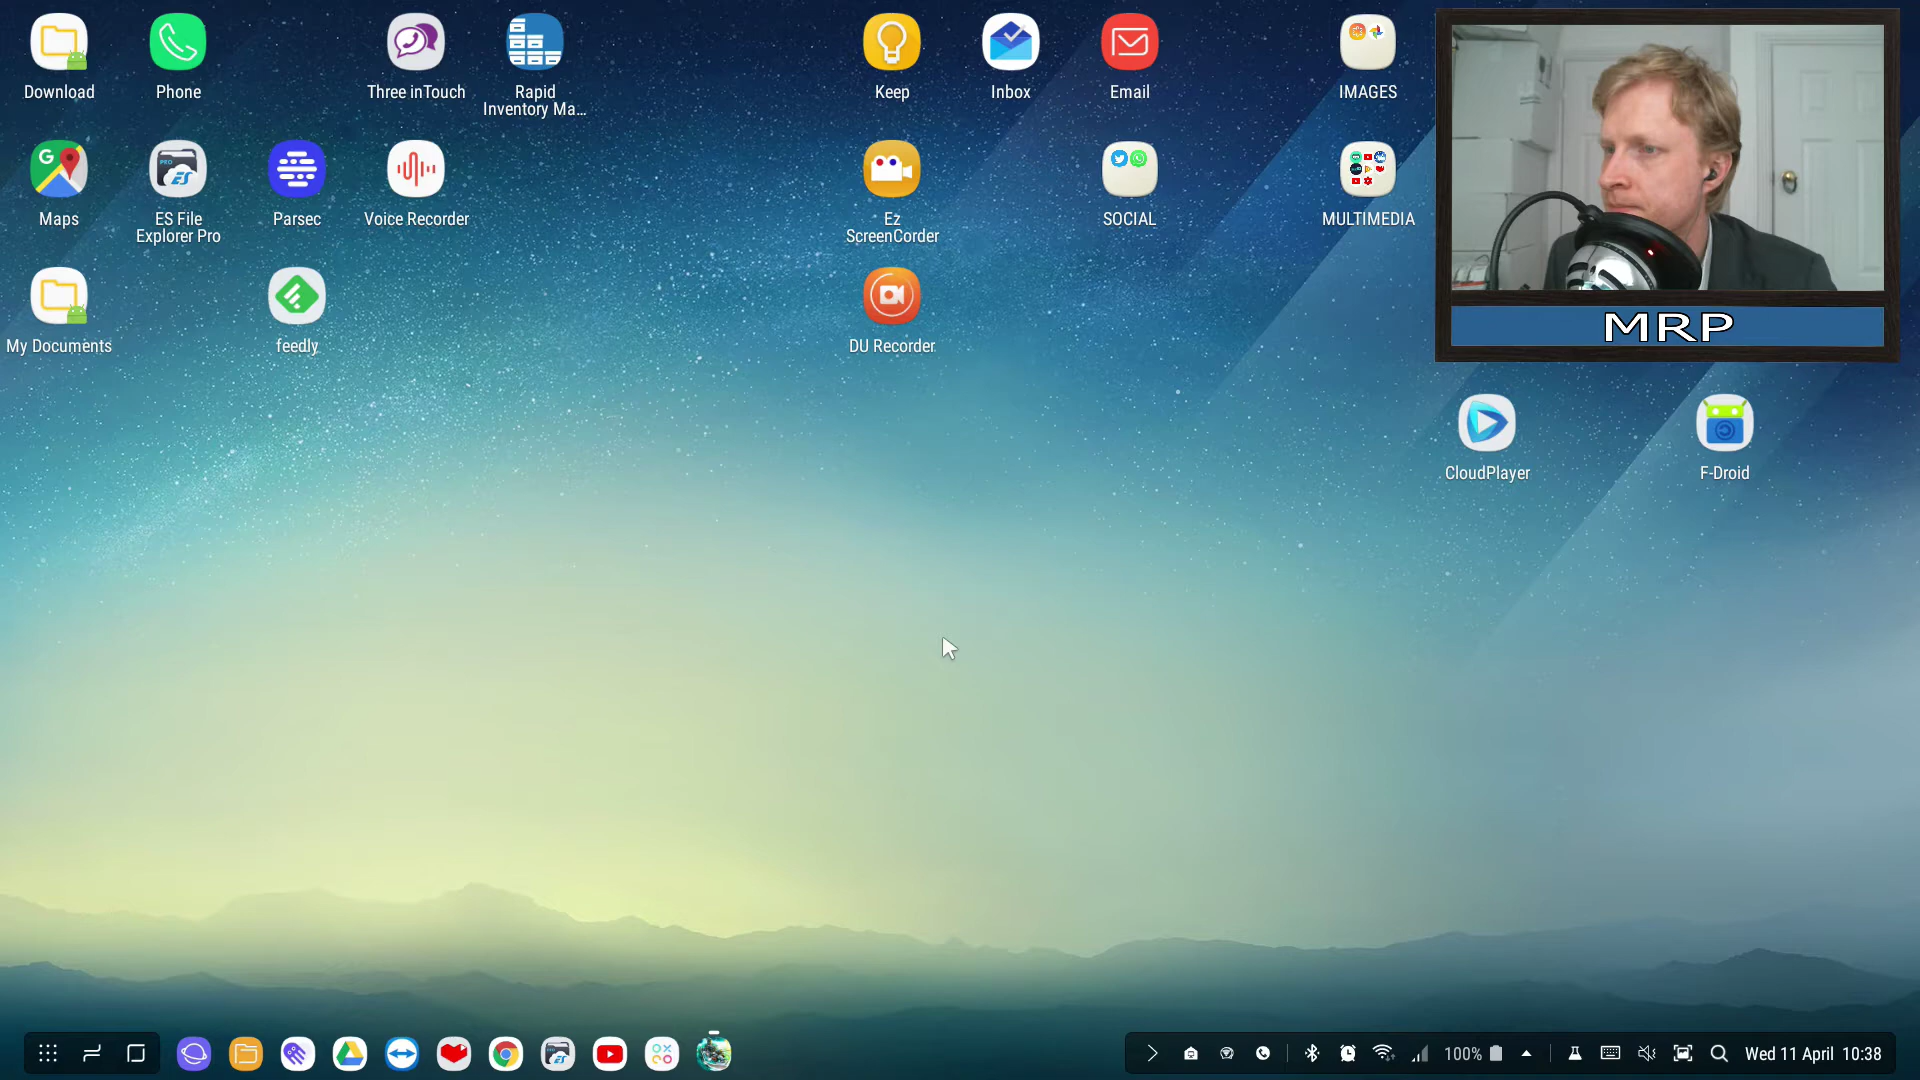 Download
Phone
Three inTouch
Rapid
Inventory Ma...
Keep
Inbox
Email
IMAGES
Maps
ES File
Explorer Pro
Parsec
Voice Recorder
Ez
ScreenCorder
SOCIAL
MULTIMEDIA
MRP
My Documents
feedly
DU Recorder
CloudPlayer
F-Droid
100%
Wed 11 April 10:38